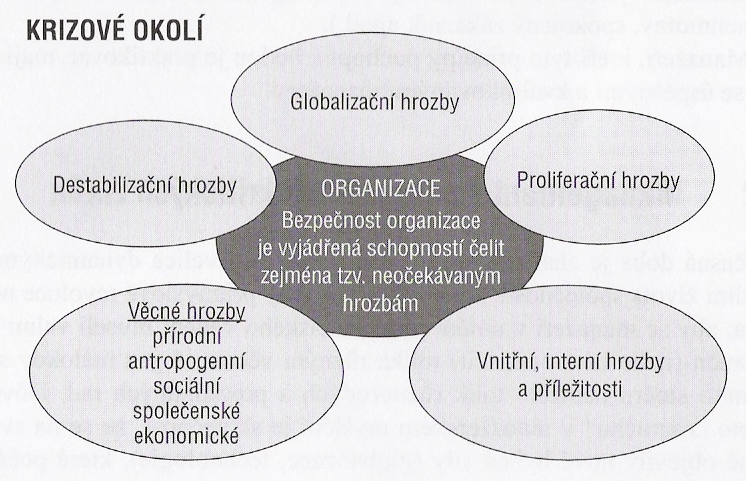 KRIZOVÉ OKOLÍ
Globalizační hrozby
Destabilizační hrozby
Proliferační hrozby
ORGANIZACE
Bezpečnost organizace
je vyjádřená schopností čelit
zejména tzv. neočekávaným
hrozbám
Věcné hrozby
přírodní
antropogenní
sociální
společenské
ekonomické
Vnitřní, interní hrozby
a příležitosti